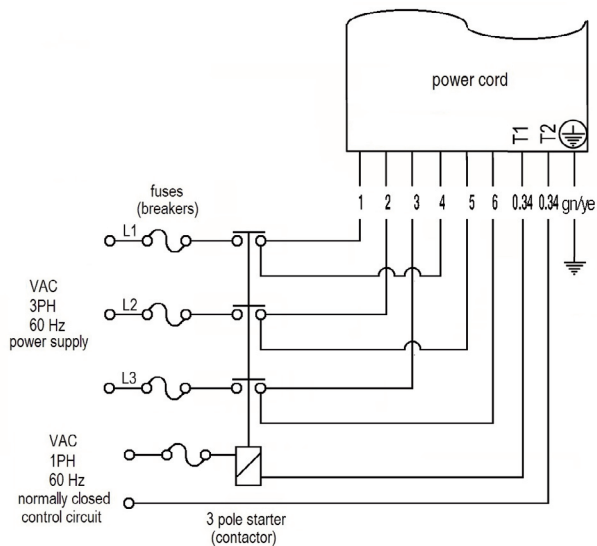 power cord
T1
T2
1 2 3 4 5 6 0.34 0.34 gn/ye
fuses
(breakers)
L1
VAC
3PH
60 Hz
power supply
L2
L3
VAC
1PH
60 Hz
normally closed
control circuit
3 pole starter
(contactor)